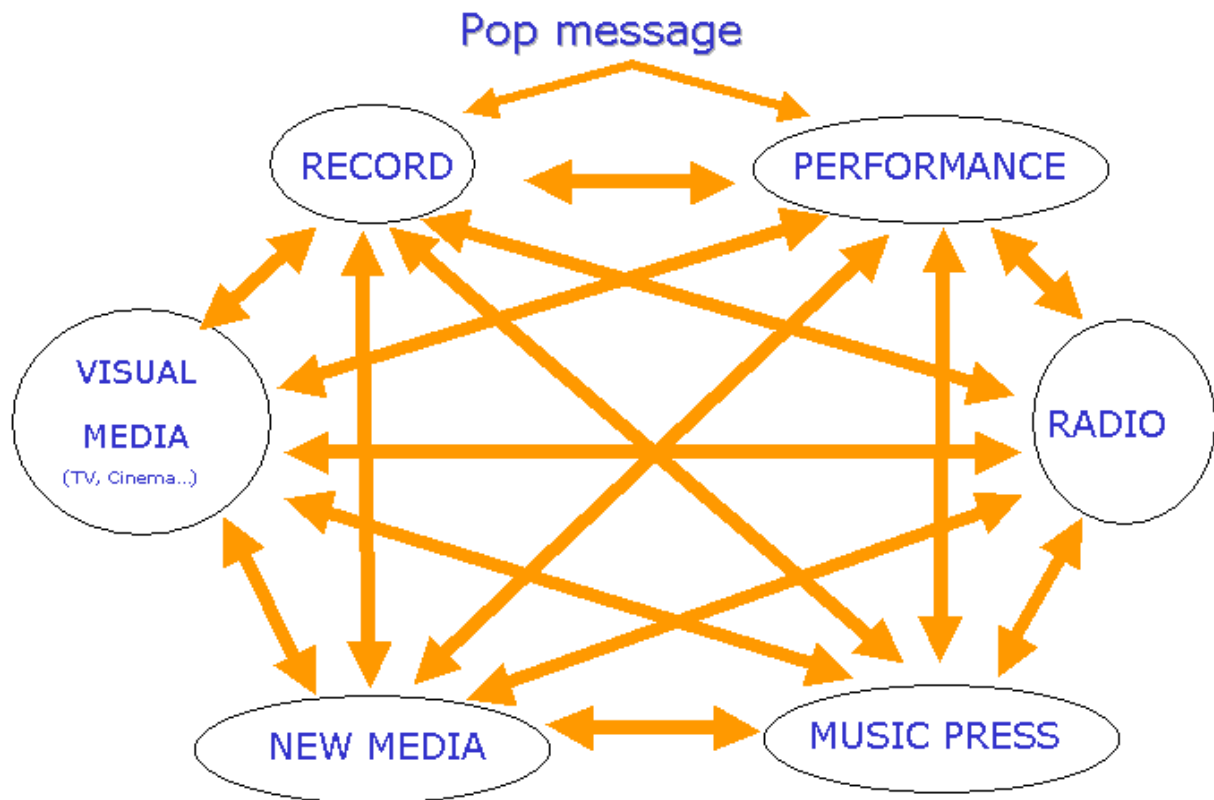 Pop message
RECORD
PERFORMANCE
VISUAL
MEDIA
(TV, Cinema...)
RADIO
NEW MEDIA
MUSIC PRESS